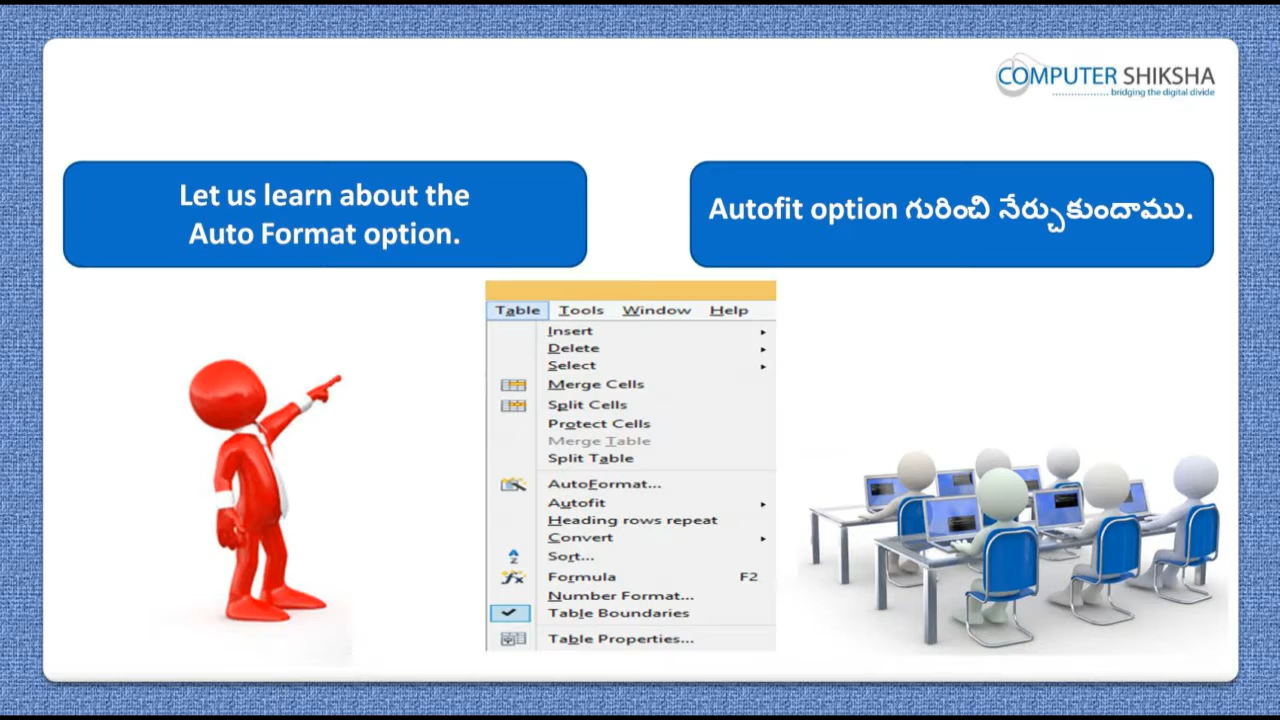 COMPUTER SHIKSHA
bridging the digital divide
Let us learn about the
Auto Format option.
Autofit option గురించి నేర్చుకుందాము.
Table Tools Window Help
Insert
Delete
Select
Merge Cells
Split Cells
Protect Cells
Merge Table
Split Table
AutoFormat...
Autofit
Heading rows repeat
Convert
Sort...
Formula F2
Number Format...
Table Boundaries
Table Properties...